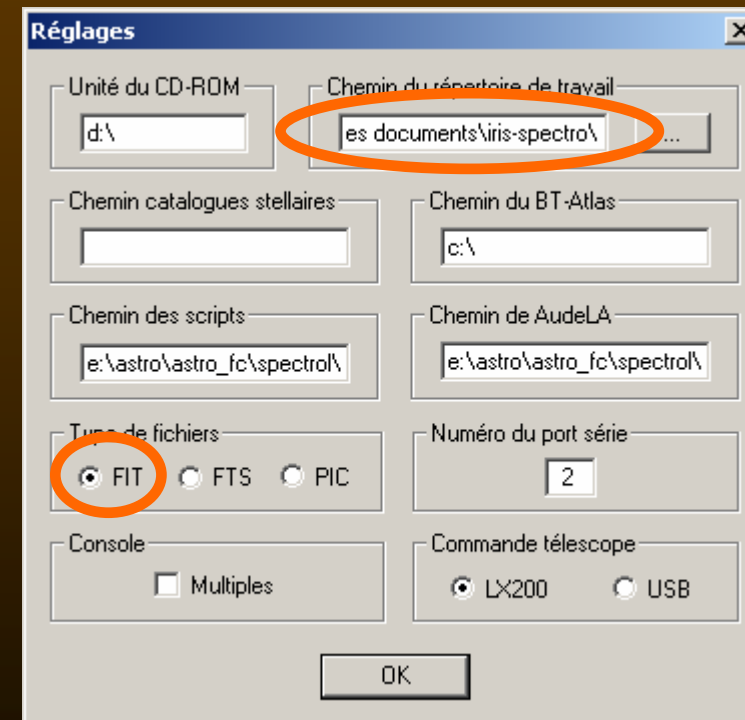 Réglages
Unité du CD-ROM
d:\
Chemin du répertoire de travail
es documents\iris-spectro\
...
Chemin catalogues stellaires
Chemin du BT-Atlas
c:\
Chemin des scripts
e:\astro\astro_fc\spectrol\
Chemin de AudeLA
e:\astro\astro_fc\spectrol\
Type de fichiers
FIT FTS PIC
Numéro du port série
2
Console
Multiples
Commande télescope
LX200 USB
OK